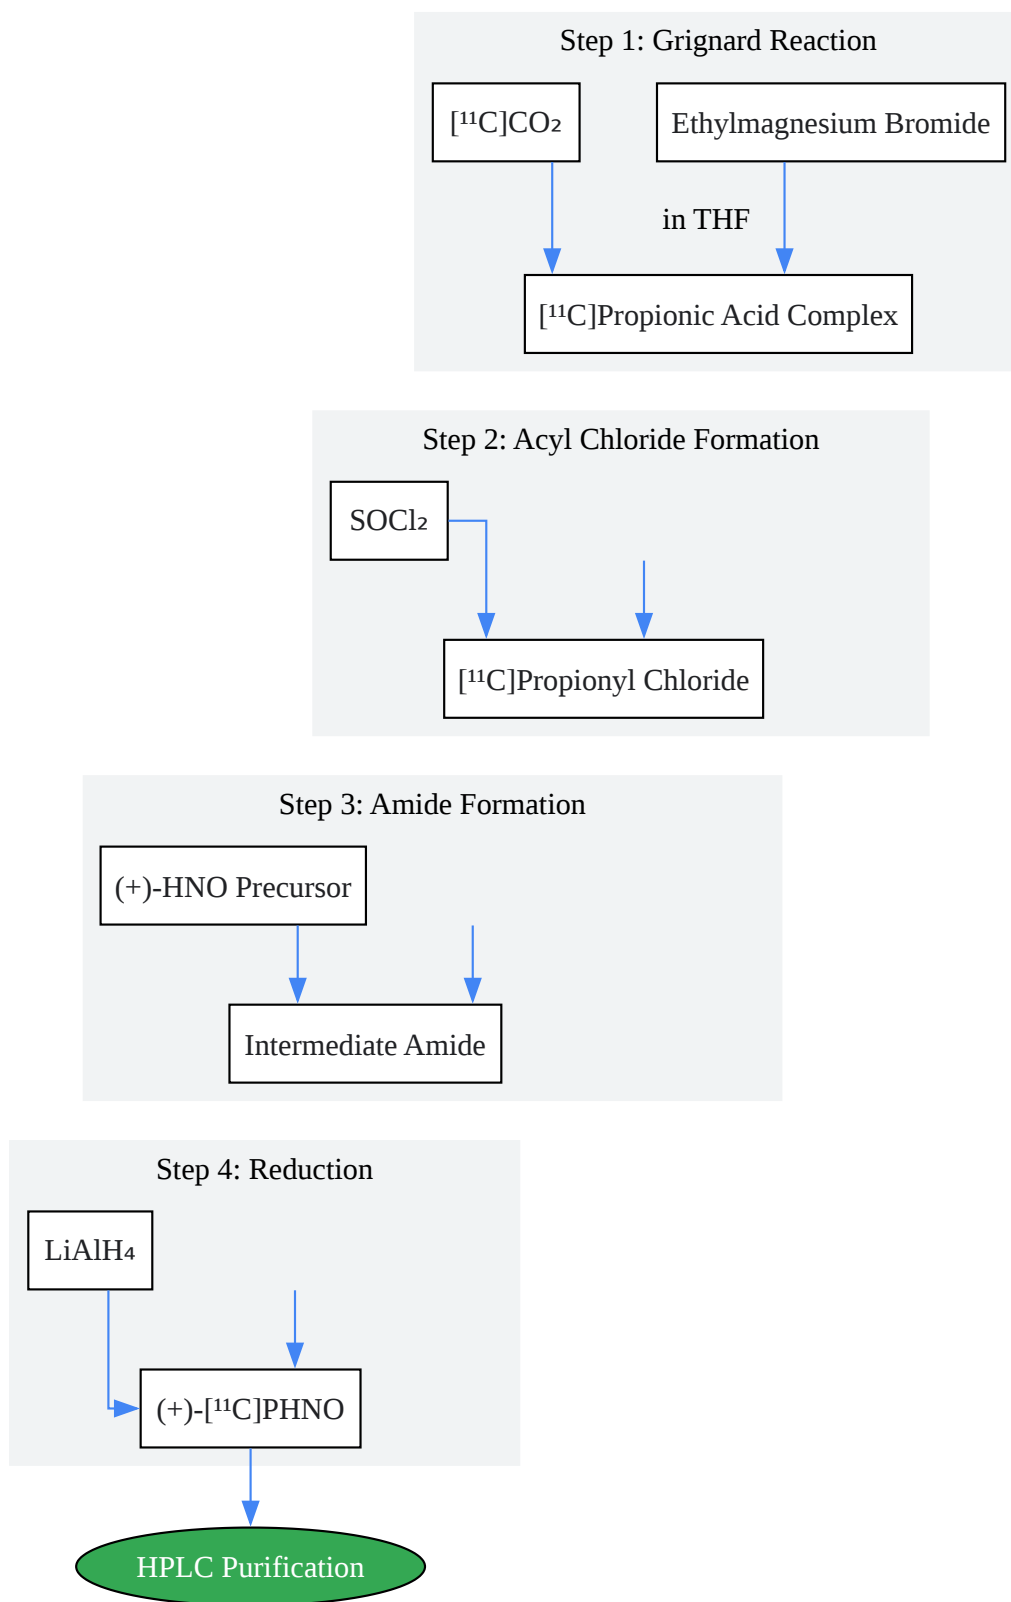 Step 1: Grignard Reaction
[¹¹C]CO₂
Ethylmagnesium Bromide
in THF
[¹¹C]Propionic Acid Complex
Step 2: Acyl Chloride Formation
SOCl₂
[¹¹C]Propionyl Chloride
Step 3: Amide Formation
(+)-HNO Precursor
Intermediate Amide
Step 4: Reduction
LiAlH₄
(+)-[¹¹C]PHNO
HPLC Purification